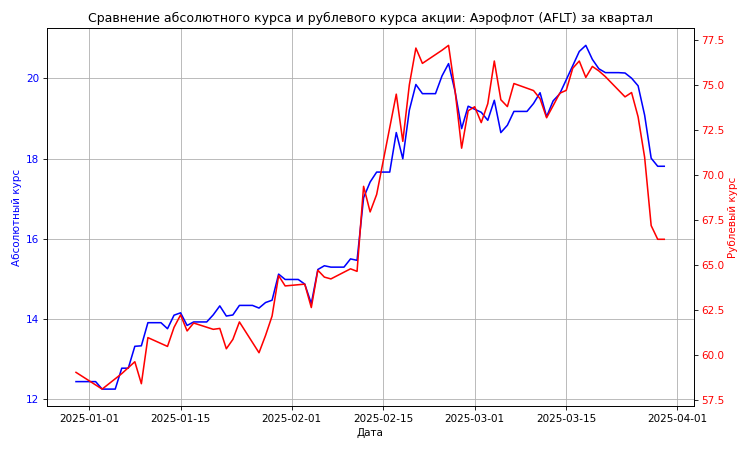 Сравнение абсолютного курса и рублевого курса акции: Аэрофлот (AFLT) за квартал
Абсолютный курс
20
18
16
14
12
77.5
75.0
72.5
70.0
67.5
65.0
62.5
60.0
57.5
Рублевый курс
2025-01-01 2025-01-15 2025-02-01 2025-02-15 2025-03-01 2025-03-15 2025-04-01
Дата